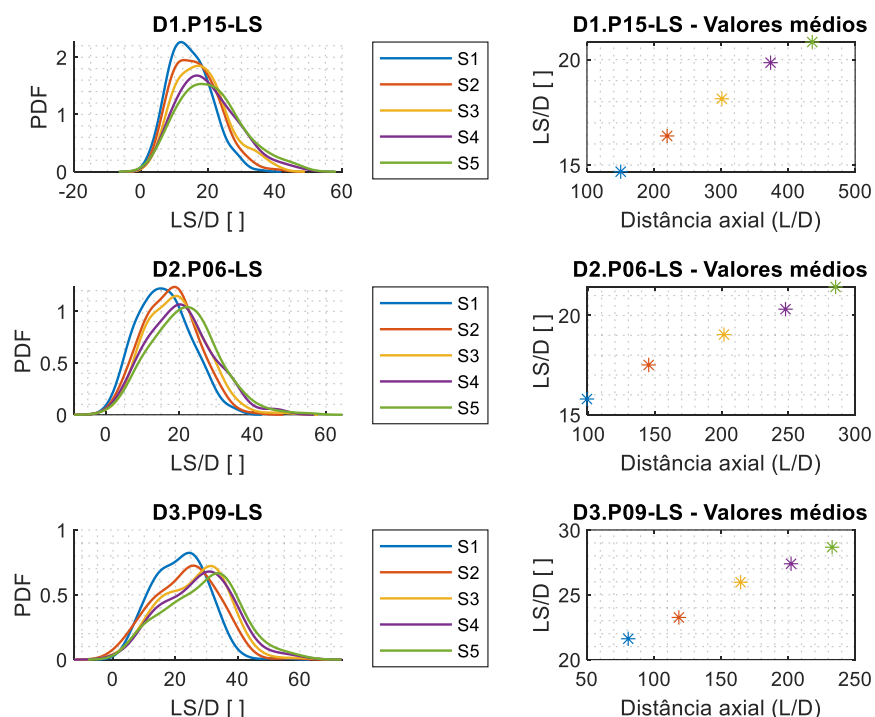 D1.P15-LS
PDF
2
1
0
-20
0
20
40
60
LS/D [ ]
S1
S2
S3
S4
S5
D1.P15-LS - Valores médios
LS/D [ ]
20
15
100
200
300
400
500
Distância axial (L/D)
D2.P06-LS
PDF
1
0.5
0
0
20
40
60
LS/D [ ]
S1
S2
S3
S4
S5
D2.P06-LS - Valores médios
LS/D [ ]
20
15
100
150
200
250
300
Distância axial (L/D)
D3.P09-LS
PDF
1
0.5
0
0
20
40
60
LS/D [ ]
S1
S2
S3
S4
S5
D3.P09-LS - Valores médios
LS/D [ ]
30
25
20
50
100
150
200
250
Distância axial (L/D)